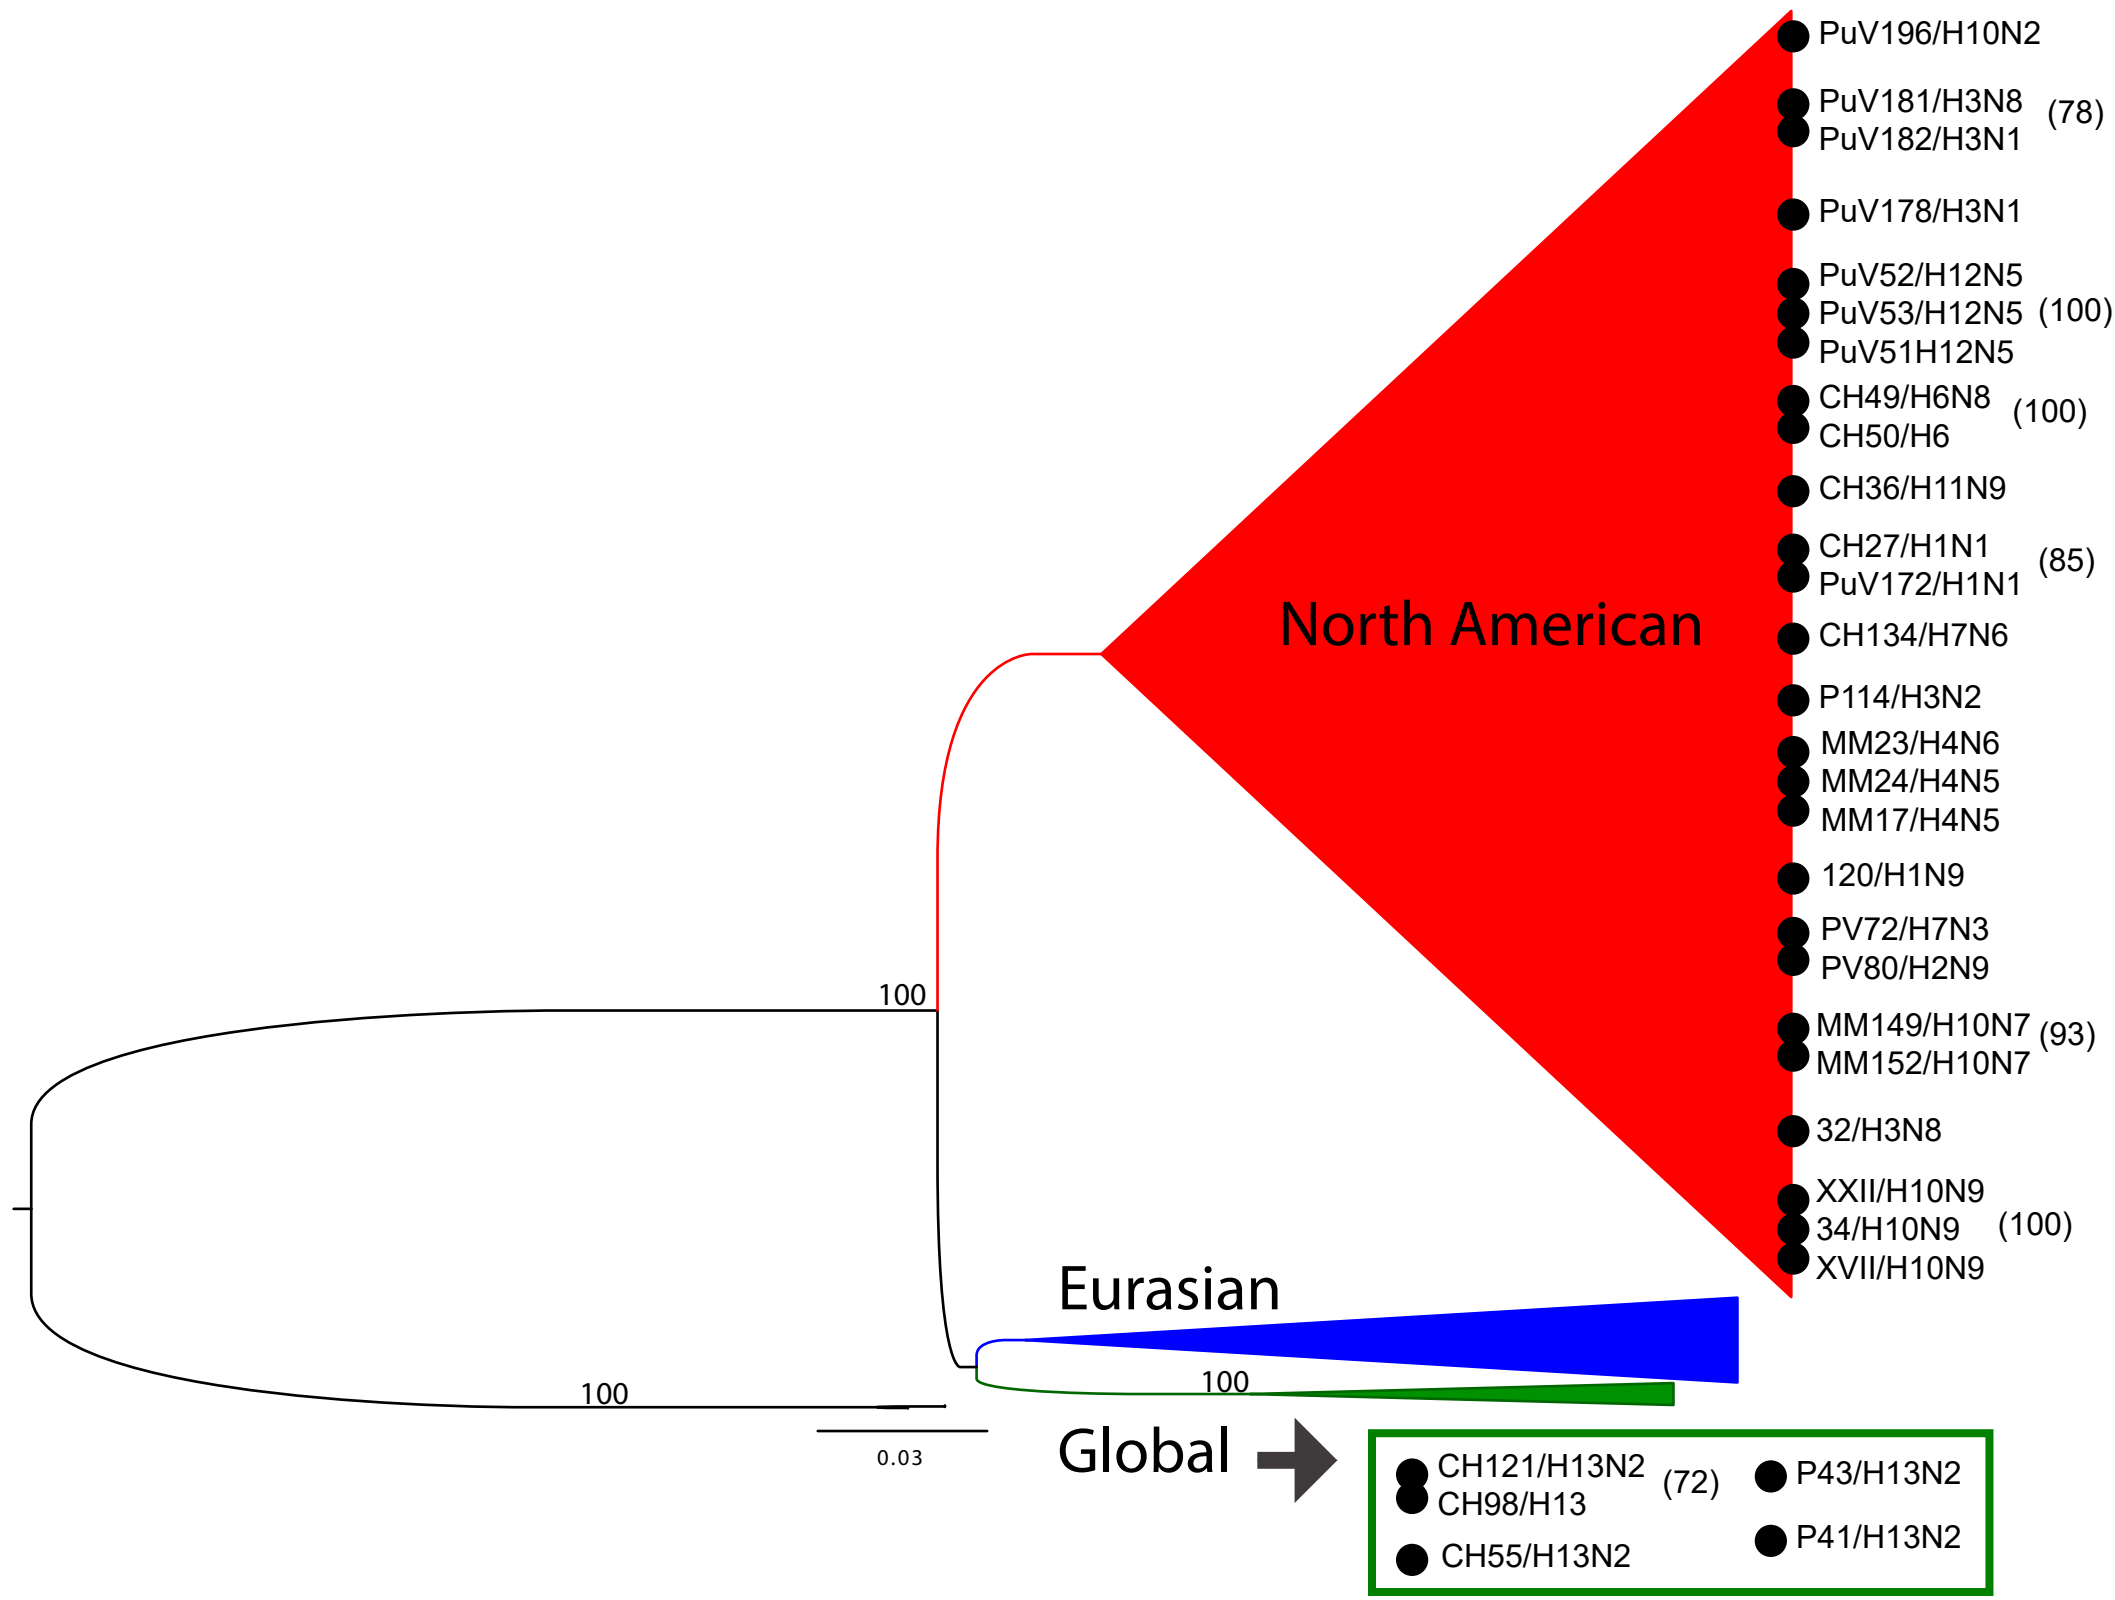 PuV196/H10N2
PuV181/H3N8 (78)
PuV182/H3N1
PuV178/H3N1
PuV52/H12N5
PuV53/H12N5 (100)
PuV51H12N5
CH49/H6N8 (100)
CH50/H6
CH36/H11N9
CH27/H1N1 (85)
PuV172/H1N1
North American
CH134/H7N6
P114/H3N2
MM23/H4N6
MM24/H4N5
MM17/H4N5
120/H1N9
PV72/H7N3
PV80/H2N9
100
MM149/H10N7 (93)
MM152/H10N7
32/H3N8
XXII/H10N9
34/H10N9 (100)
XVII/H10N9
Eurasian
100
100
0.03
Global
CH121/H13N2 (72)
CH98/H13
CH55/H13N2
P43/H13N2
P41/H13N2